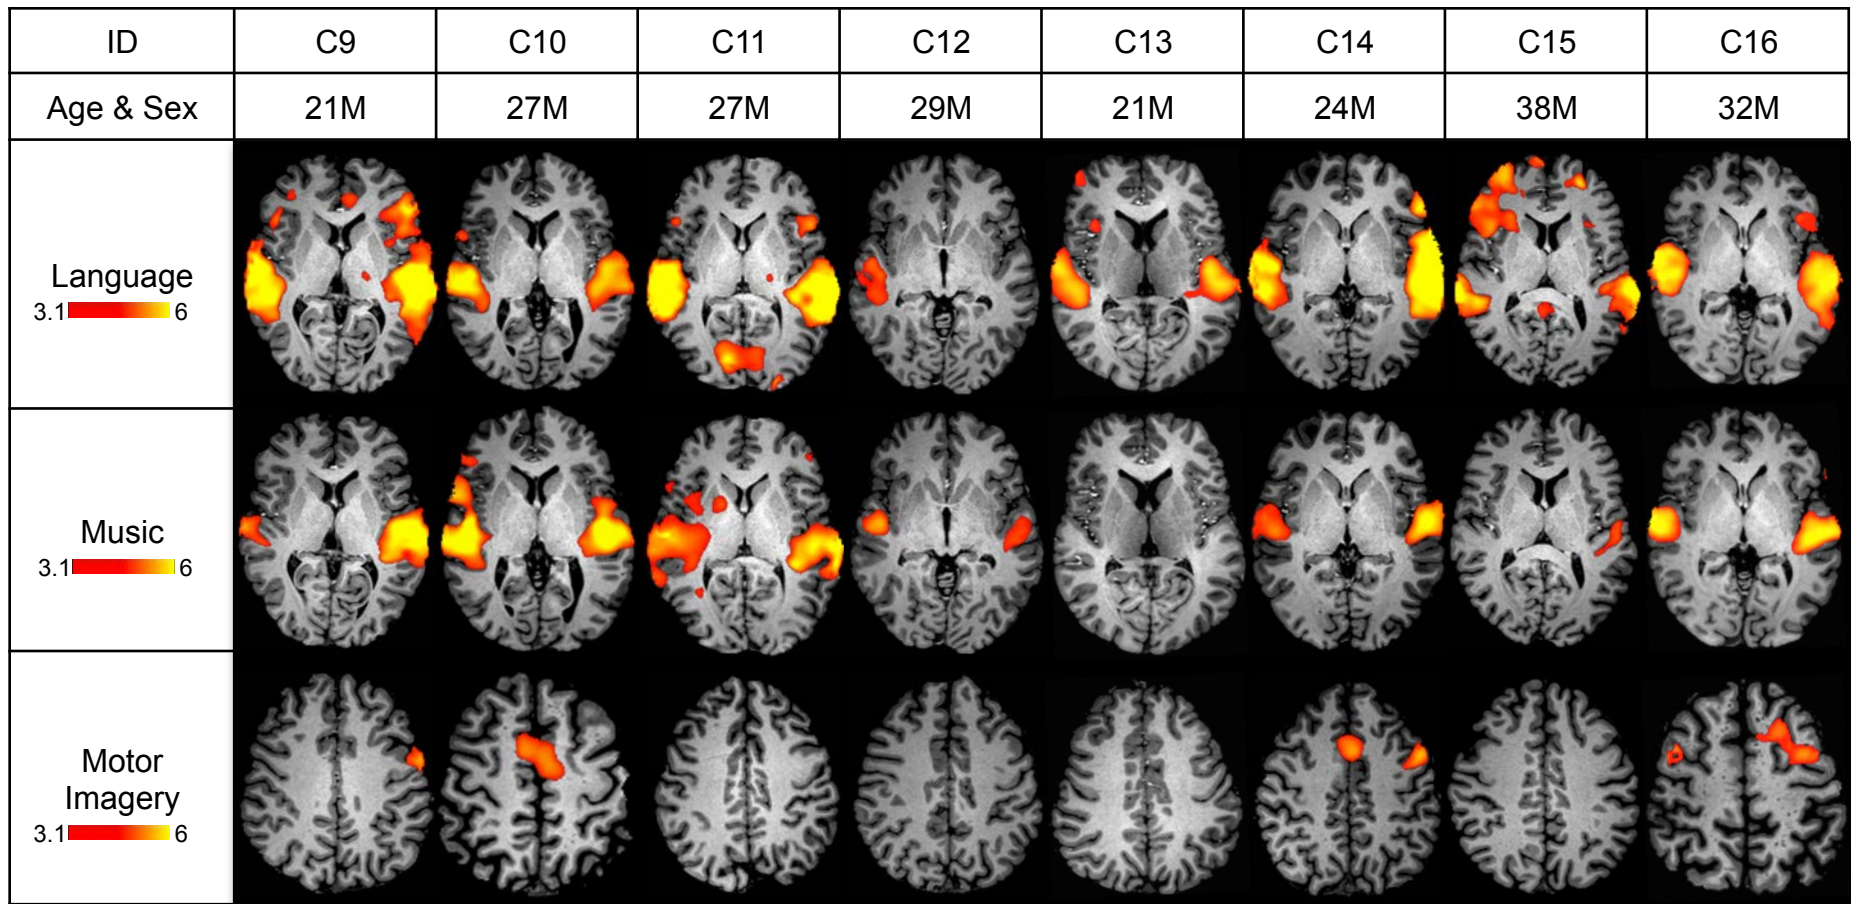 ID C9 C10 C11 C12 C13 C14 C15 C16
Age & Sex 21M 27M 27M 29M 21M 24M 38M 32M
Language
3.1 6
Music
3.1 6
Motor
Imagery
3.1 6